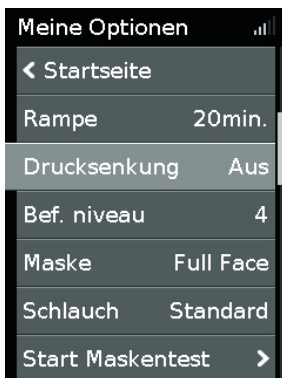 Meine Optionen
Startseite
Rampe 20min.
Drucksenkung Aus
Bef. niveau 4
Maske Full Face
Schlauch Standard
Start Maskentest